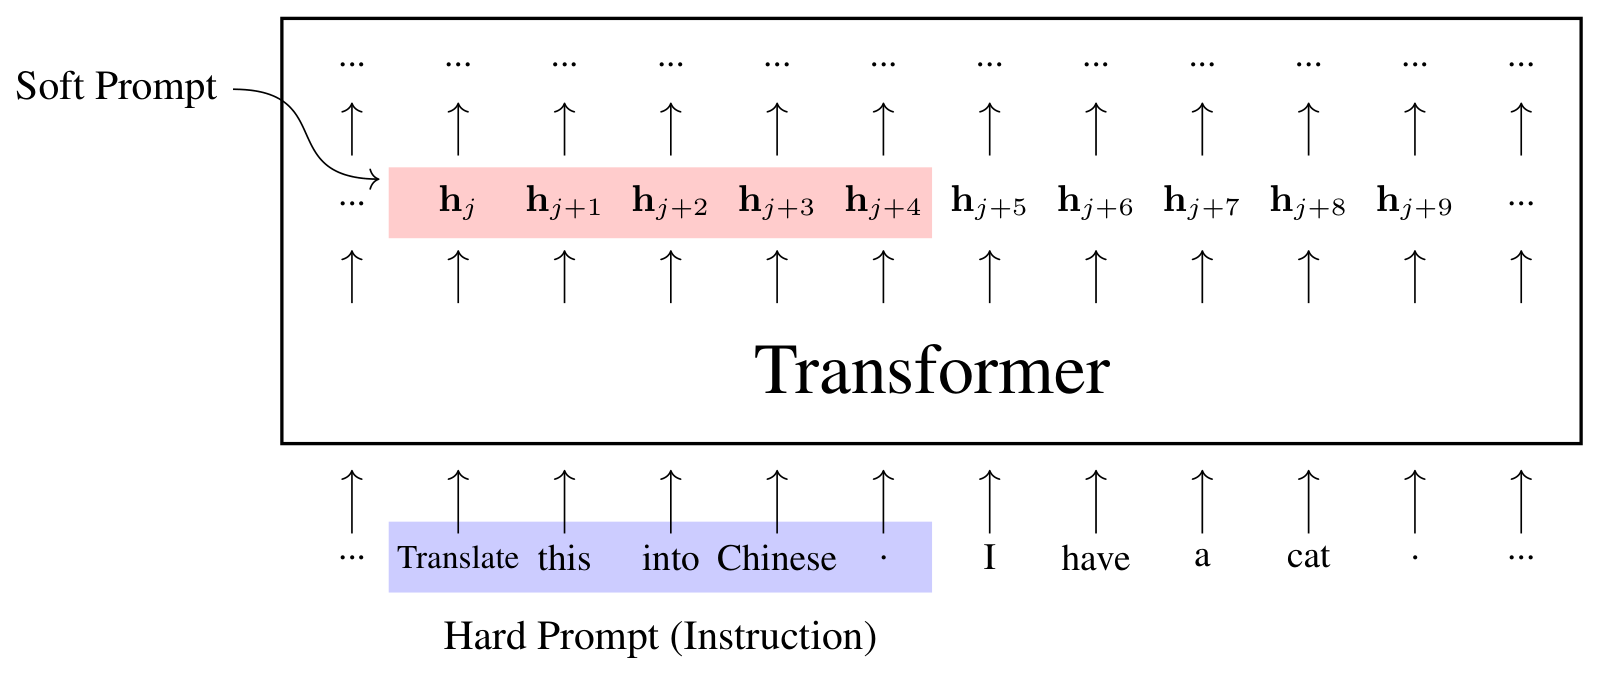 ... ... ... ... ... ... ... ... ... ... ... ...
Soft Prompt
... h_j h_{j+1} h_{j+2} h_{j+3} h_{j+4} h_{j+5} h_{j+6} h_{j+7} h_{j+8} h_{j+9} ...
Transformer
... Translate this into Chinese . I have a cat . ...
Hard Prompt (Instruction)